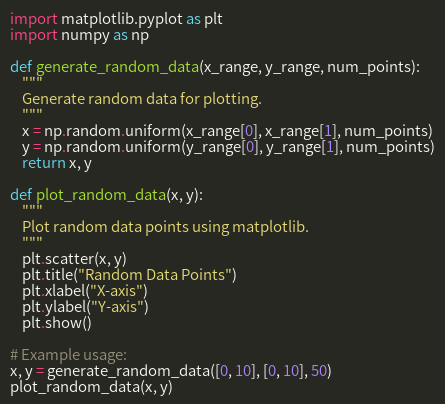 import matplotlib.pyplot as plt
import numpy as np

def generate_random_data(x_range, y_range, num_points):
    """
    Generate random data for plotting.
    """
    x = np.random.uniform(x_range[0], x_range[1], num_points)
    y = np.random.uniform(y_range[0], y_range[1], num_points)
    return x, y

def plot_random_data(x, y):
    """
    Plot random data points using matplotlib.
    """
    plt.scatter(x, y)
    plt.title("Random Data Points")
    plt.xlabel("X-axis")
    plt.ylabel("Y-axis")
    plt.show()

# Example usage:
x, y = generate_random_data([0, 10], [0, 10], 50)
plot_random_data(x, y)